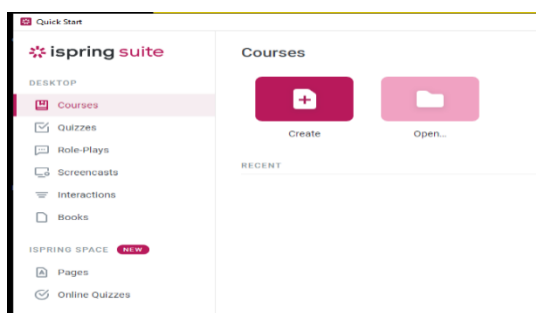 Quick Start
ispring suite
DESKTOP
Courses
Quizzes
Role-Plays
Screencasts
Interactions
Books
ISPRING SPACE NEW
Pages
Online Quizzes
Courses
Create
Open...
RECENT